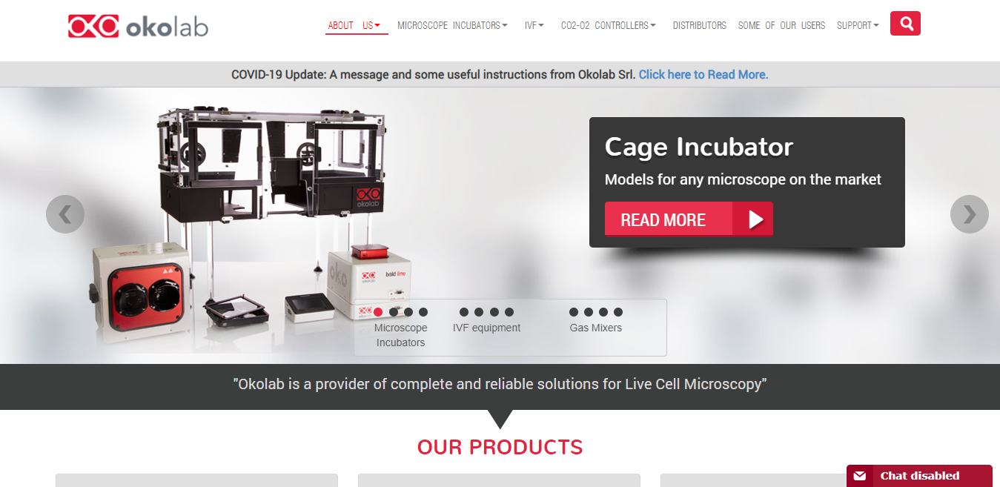 okolab
ABOUT US
MICROSCOPE INCUBATORS
IVF
CO2-O2 CONTROLLERS
DISTRIBUTORS
SOME OF OUR USERS
SUPPORT
COVID-19 Update: A message and some useful instructions from Okolab Srl. Click here to Read More.
Cage Incubator
Models for any microscope on the market
READ MORE
okolab
oko
okolab
bold line
Microscope
Incubators
IVF equipment
Gas Mixers
"Okolab is a provider of complete and reliable solutions for Live Cell Microscopy"
OUR PRODUCTS
Chat disabled